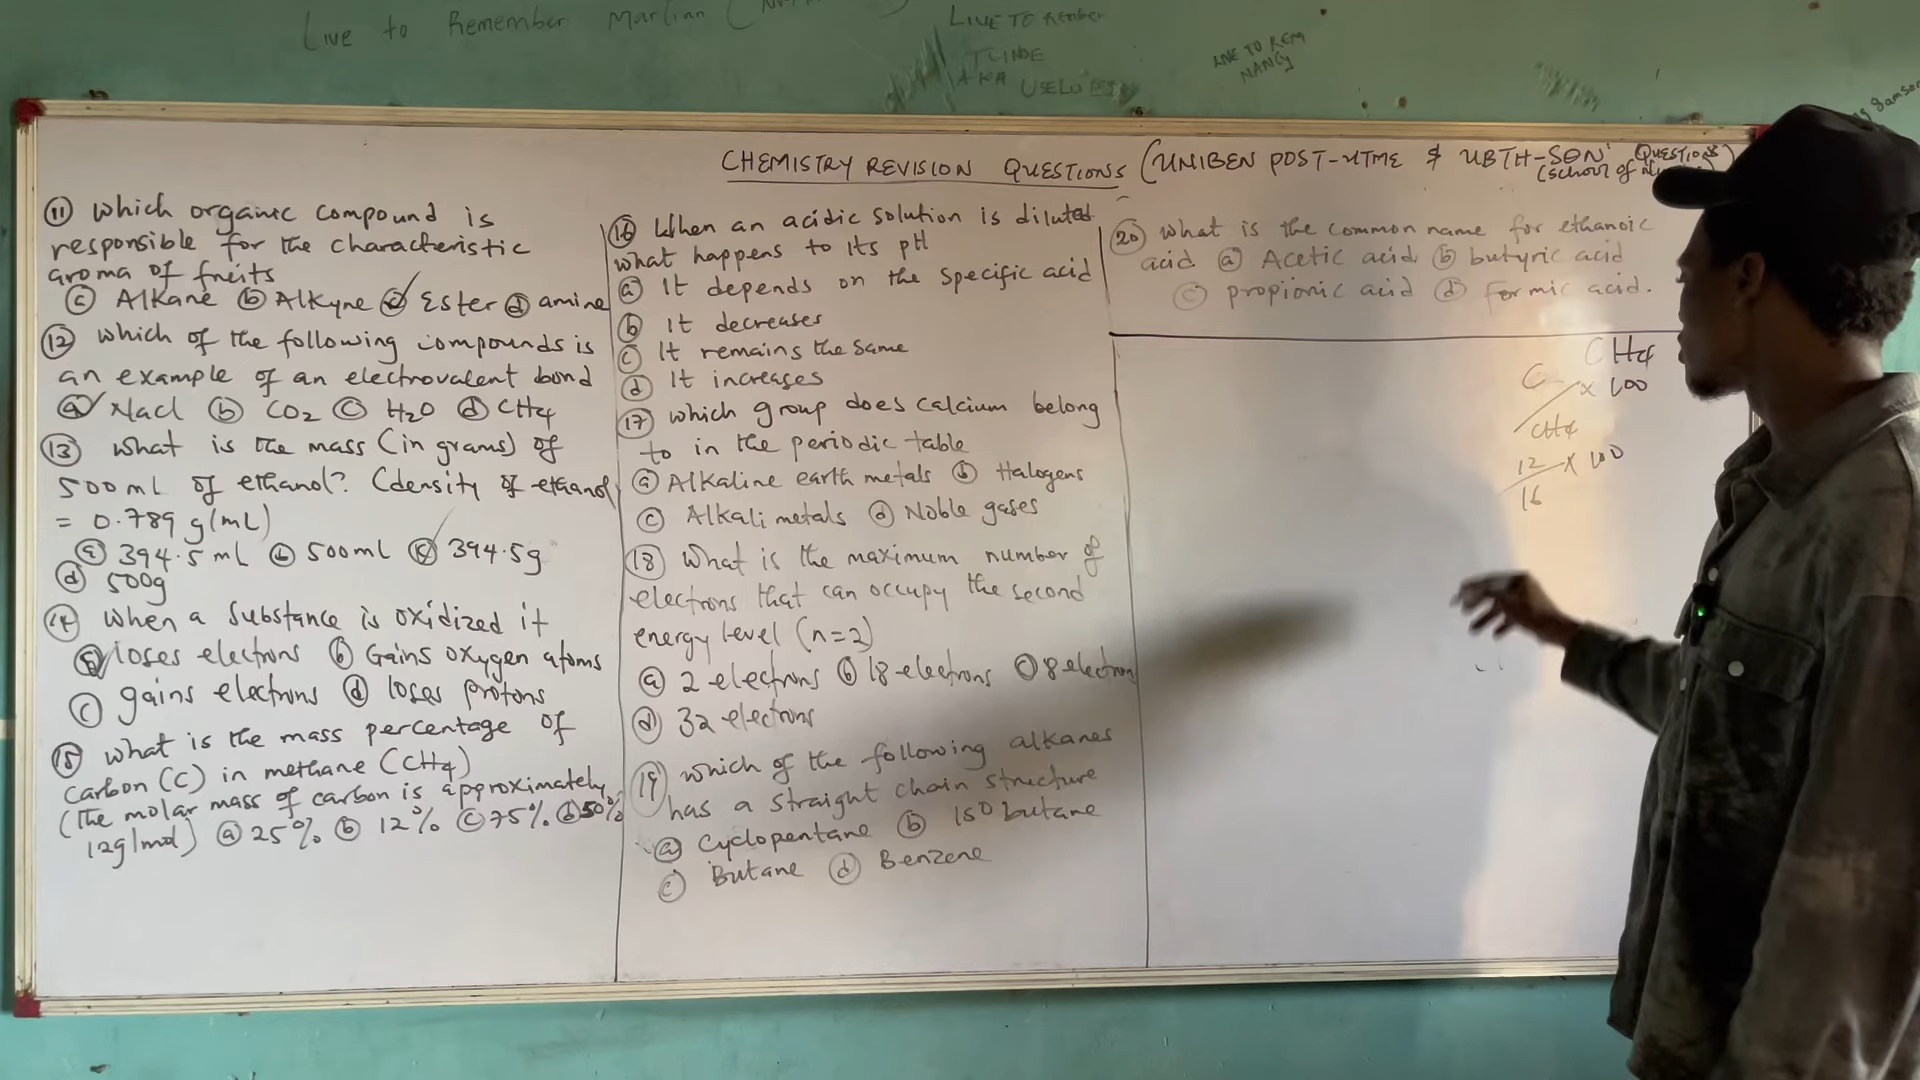 Live to Remember Marlian (
LIVE TO Rember
TLINDE
AKA
LIVE TO REM
NANCY
Samson
CHEMISTRY REVISION QUESTIONS (UNIBEN POST-UTME & UBTH-SON QUESTIONS)
(School of
11 Which organic compound is
responsible for the characteristic
aroma of fruits
c Alkane b Alkyne c Ester d amine
12 which of the following compounds is
an example of an electrovalent bond
a Nacl b CO2 c H2O d CH4
13 What is the mass (in grams) of
500mL of ethanol? (density of ethanol
= 0.789 g/mL)
a 394.5 mL b 500mL c 394.5g
d 500g
14 When a substance is oxidized it
a loses electrons b Gains oxygen atoms
c gains electrons d loses protons
15 What is the mass percentage of
carbon (C) in methane (CH4)
(The molar mass of carbon is approximately
12g/mol) a 25% b 12% c 75% d 50%
16 When an acidic solution is diluted
what happens to its pH
a It depends on the specific acid
b It decreases
c It remains the same
d It increases
17 which group does calcium belong
to in the periodic table
a Alkaline earth metals b Halogens
c Alkali metals d Noble gases
18 What is the maximum number of
electrons that can occupy the second
energy level (n=2)
a 2 electrons b 18 electrons c 8 electron
d 32 electrons
19 which of the following alkanes
has a straight chain structure
a Cyclopentane b Iso butane
c Butane d Benzene
20 What is the common name for ethanoic
acid a Acetic acid b butyric acid
c propionic acid d formic acid.
CH4
C x 100
CH4
12 x 100
16